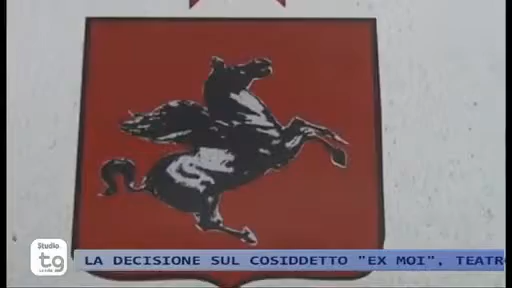 Studio
tg
LA DECISIONE SUL COSIDDETTO "EX MOI", TEATR